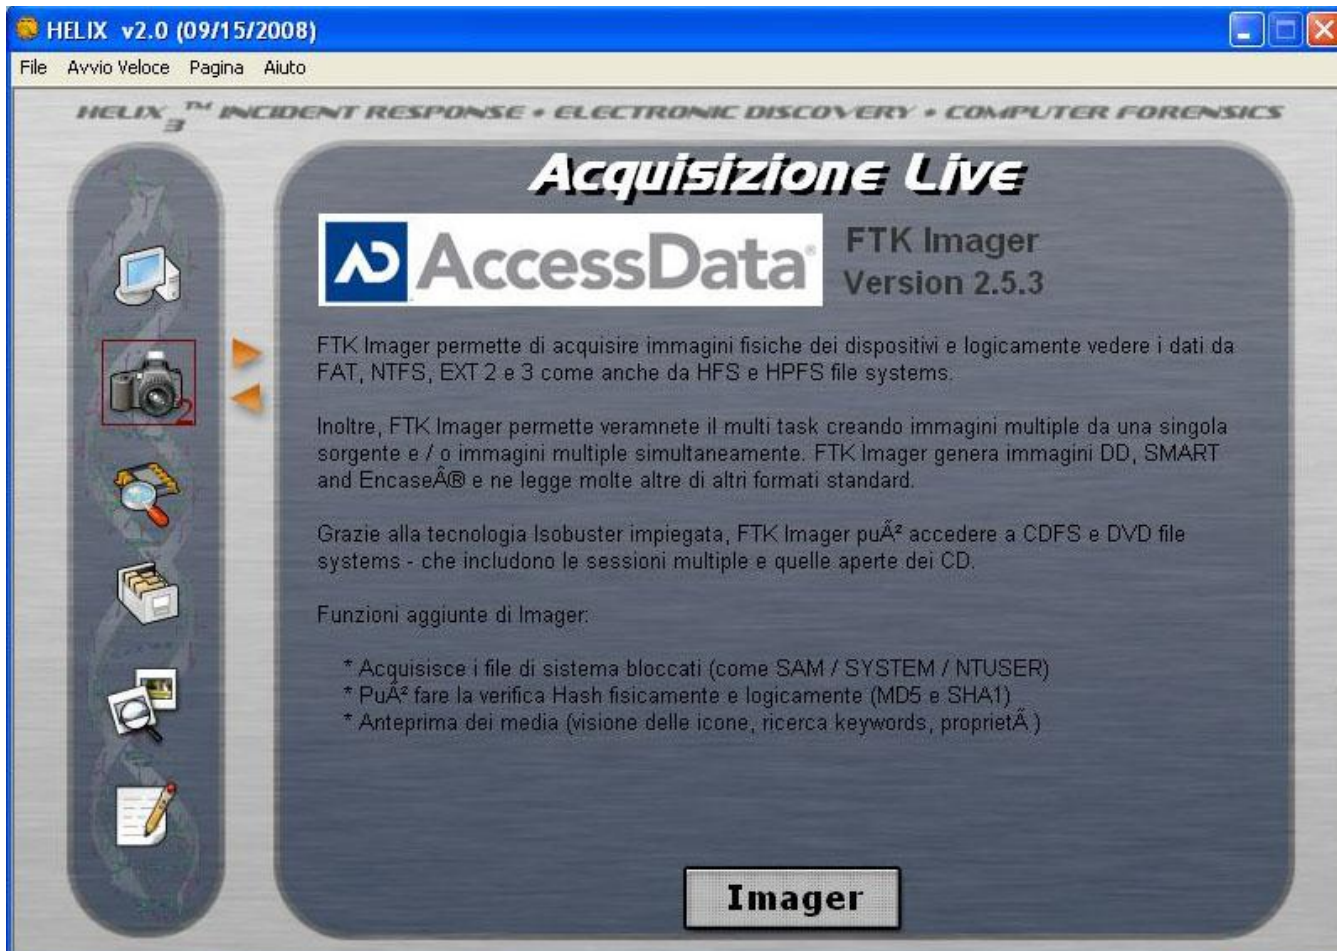 HELIX v2.0 (09/15/2008)
File Avvio Veloce Pagina Aiuto
HELIX3™ INCIDENT RESPONSE • ELECTRONIC DISCOVERY • COMPUTER FORENSICS
Acquisizione Live
AccessData®
FTK Imager
Version 2.5.3
FTK Imager permette di acquisire immagini fisiche dei dispositivi e logicamente vedere i dati da
FAT, NTFS, EXT 2 e 3 come anche da HFS e HPFS file systems.
Inoltre, FTK Imager permette veramnete il multi task creando immagini multiple da una singola
sorgente e / o immagini multiple simultaneamente. FTK Imager genera immagini DD, SMART
and EncaseÂ® e ne legge molte altre di altri formati standard.
Grazie alla tecnologia Isobuster impiegata, FTK Imager puÃ² accedere a CDFS e DVD file
systems - che includono le sessioni multiple e quelle aperte dei CD.
Funzioni aggiunte di Imager:
* Acquisisce i file di sistema bloccati (come SAM / SYSTEM / NTUSER)
* PuÃ² fare la verifica Hash fisicamente e logicamente (MD5 e SHA1)
* Anteprima dei media (visione delle icone, ricerca keywords, proprietÃ )
2
Imager